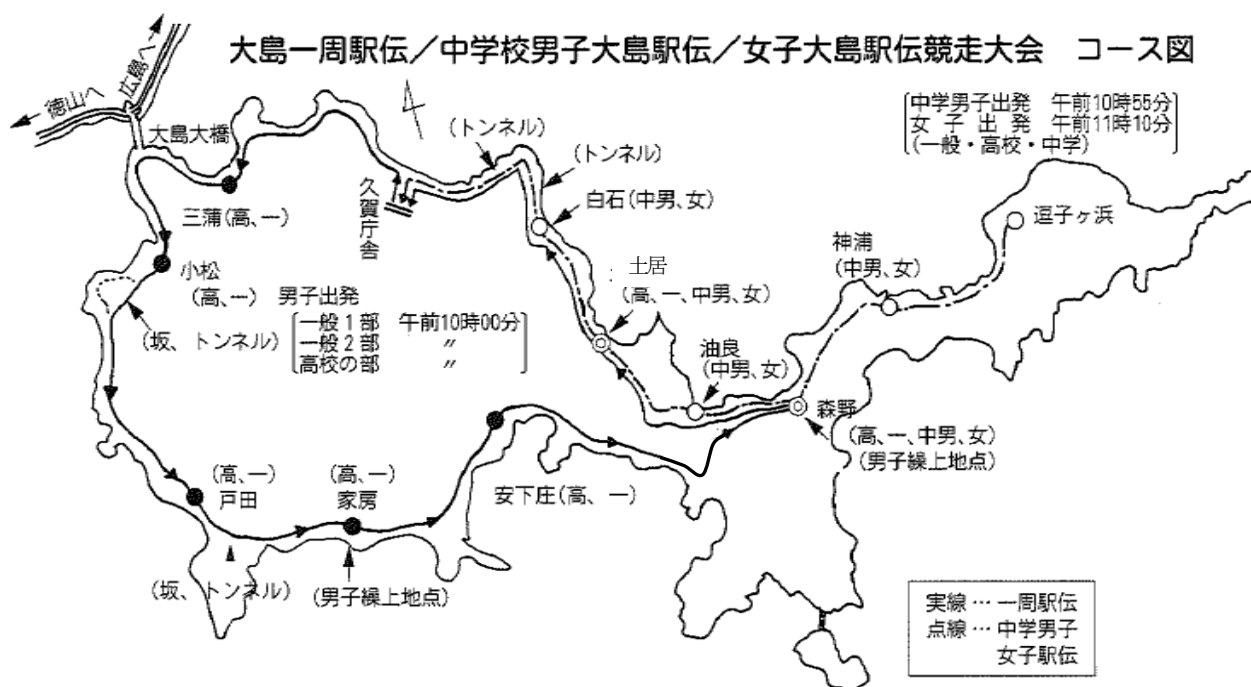 大島一周駅伝／中学校男子大島駅伝／女子大島駅伝競走大会　コース図
徳山へ
広島へ
大島大橋
中学男子出発　午前10時55分
女子出発　午前11時10分
(一般・高校・中学)
(トンネル)
(トンネル)
久賀庁舎
白石(中男、女)
逗子ヶ浜
三蒲(高、一)
神浦
(中男、女)
小松
(高、一)
土居
(高、一、中男、女)
男子出発
一般1部　午前10時00分
一般2部　〃
高校の部　〃
(坂、トンネル)
油良
(中男、女)
森野
(高、一、中男、女)
(男子繰上地点)
(高、一)
戸田
(高、一)
家房
安下庄(高、一)
(坂、トンネル)
(男子繰上地点)
実線…一周駅伝
点線…中学男子
女子駅伝